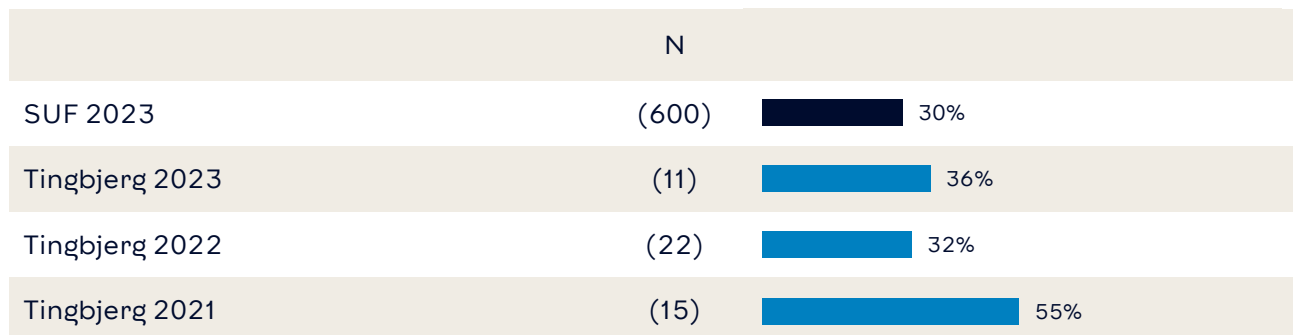 N
SUF 2023 (600) 30%
Tingbjerg 2023 (11) 36%
Tingbjerg 2022 (22) 32%
Tingbjerg 2021 (15) 55%